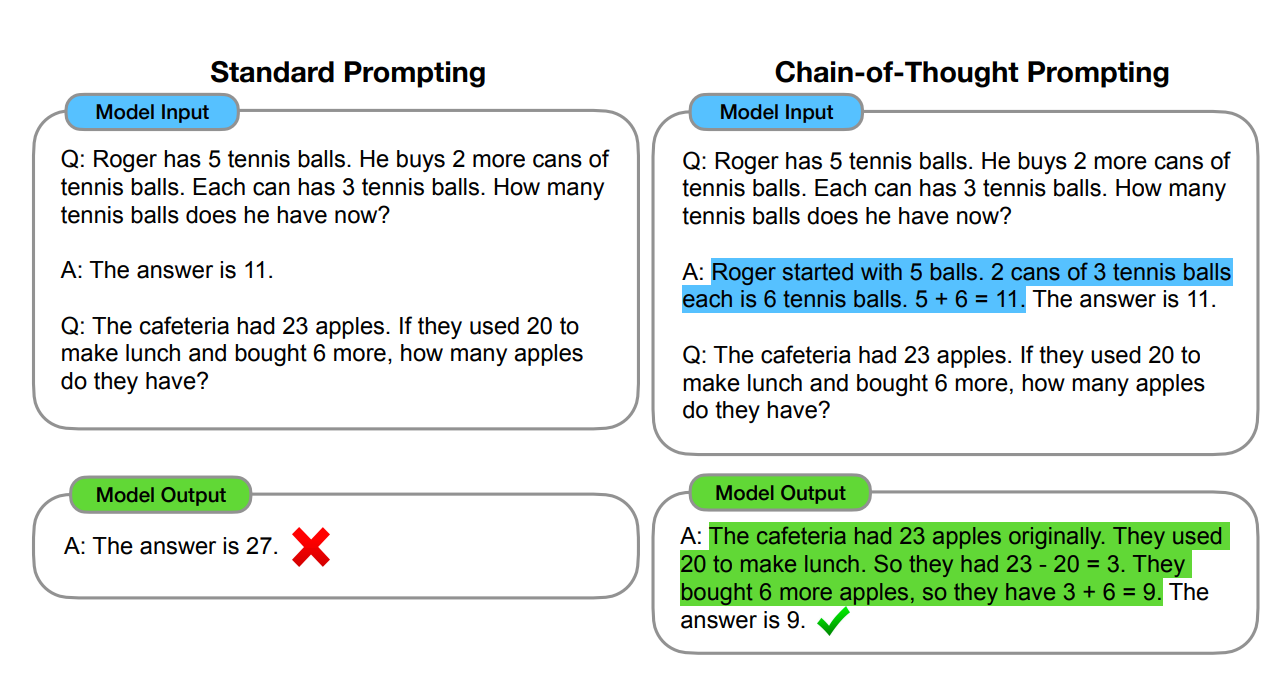 Standard Prompting
Model Input
Q: Roger has 5 tennis balls. He buys 2 more cans of
tennis balls. Each can has 3 tennis balls. How many
tennis balls does he have now?
A: The answer is 11.
Q: The cafeteria had 23 apples. If they used 20 to
make lunch and bought 6 more, how many apples
do they have?
Model Output
A: The answer is 27.
Chain-of-Thought Prompting
Model Input
Q: Roger has 5 tennis balls. He buys 2 more cans of
tennis balls. Each can has 3 tennis balls. How many
tennis balls does he have now?
A: Roger started with 5 balls. 2 cans of 3 tennis balls
each is 6 tennis balls. 5 + 6 = 11. The answer is 11.
Q: The cafeteria had 23 apples. If they used 20 to
make lunch and bought 6 more, how many apples
do they have?
Model Output
A: The cafeteria had 23 apples originally. They used
20 to make lunch. So they had 23 - 20 = 3. They
bought 6 more apples, so they have 3 + 6 = 9. The
answer is 9.